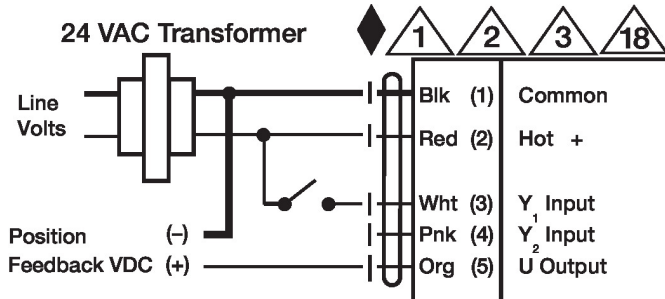 24 VAC Transformer
1 2 3 18
Line
Volts
Blk (1) Common
Red (2) Hot +
Wht (3) Y1 Input
Pnk (4) Y2 Input
Org (5) U Output
Position (-)
Feedback VDC (+)